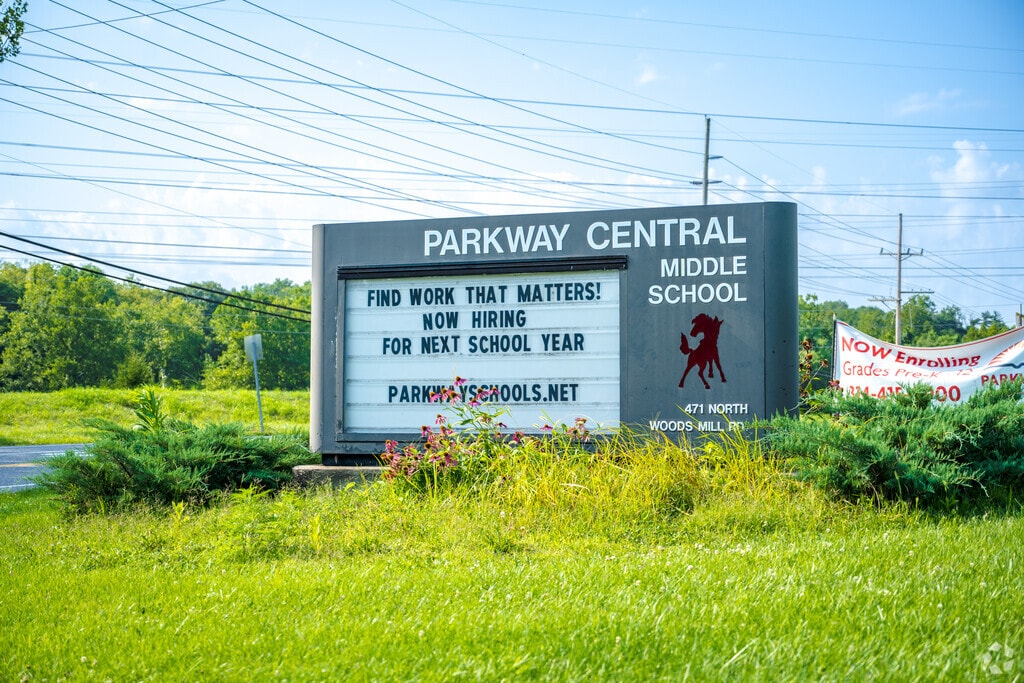 PARKWAY CENTRAL
MIDDLE
SCHOOL
FIND WORK THAT MATTERS!
NOW HIRING
FOR NEXT SCHOOL YEAR
PARKWAYSCHOOLS.NET
471 NORTH
WOODS MILL RD.
NOW Enrolling
Grades Pre-K - 12